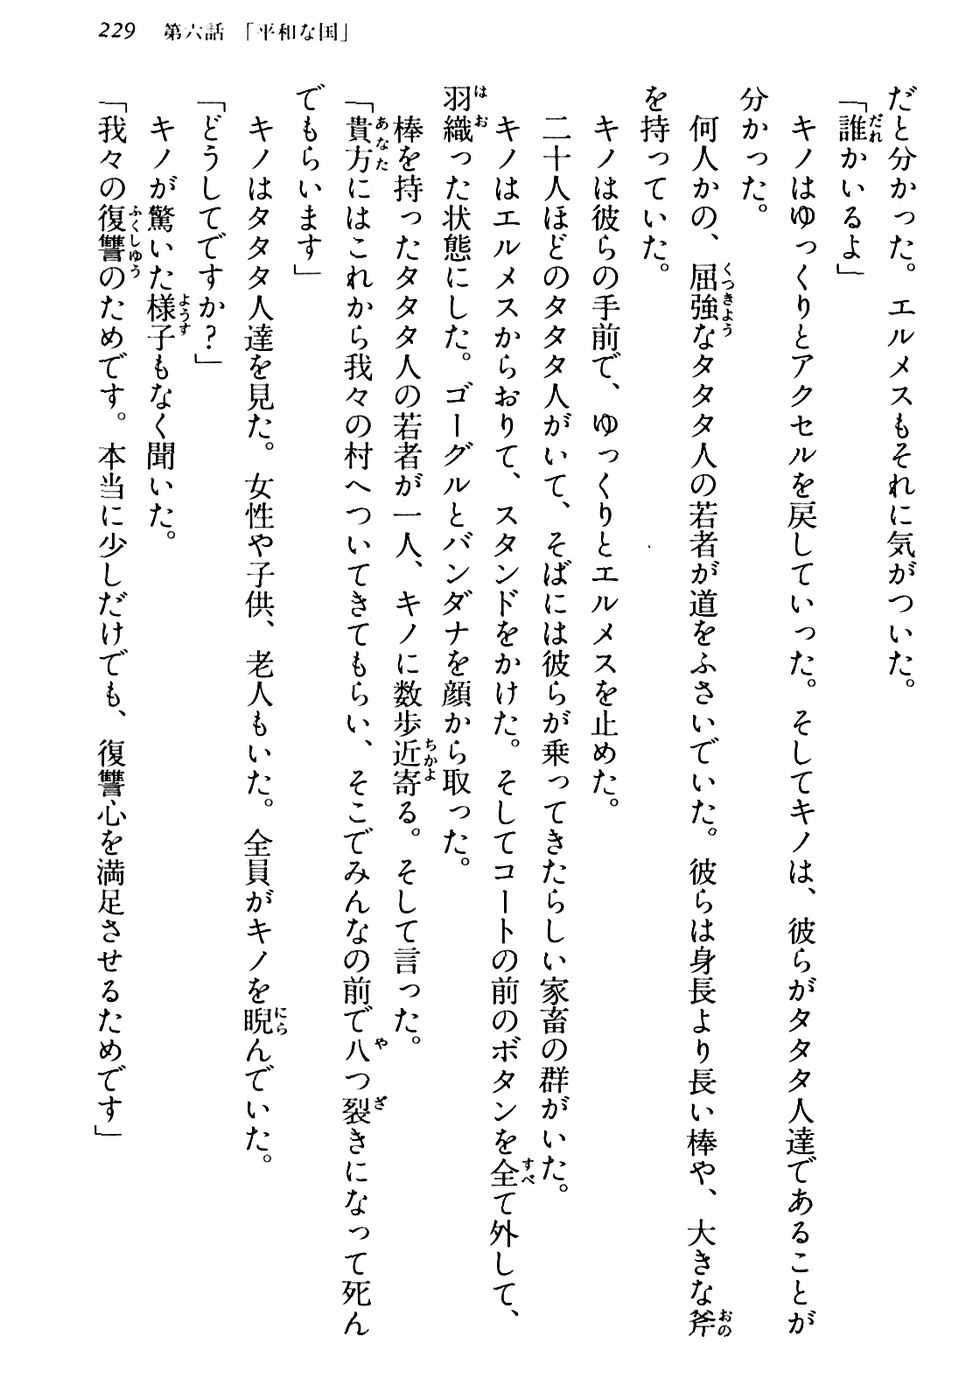 229 第六話 「平和な国」
だと分かった。エルメスもそれに気がついた。
「誰かいるよ」
キノはゆっくりとアクセルを戻していった。そしてキノは、彼らがタタタ人達であることが
分かった。
何人かの、屈強なタタタ人の若者が道をふさいでいた。彼らは身長より長い棒や、大きな斧
を持っていた。
キノは彼らの手前で、ゆっくりとエルメスを止めた。
二十人ほどのタタタ人がいて、そばには彼らが乗ってきたらしい家畜の群がいた。
キノはエルメスからおりて、スタンドをかけた。そしてコートの前のボタンを全て外して、
羽織った状態にした。ゴーグルとバンダナを顔から取った。
棒を持ったタタタ人の若者が一人、キノに数歩近寄る。そして言った。
「貴方にはこれから我々の村へついてきてもらい、そこでみんなの前で八つ裂きになって死ん
でもらいます」
キノはタタタ人達を見た。女性や子供、老人もいた。全員がキノを睨んでいた。
「どうしてですか？」
キノが驚いた様子もなく聞いた。
「我々の復讐のためです。本当に少しだけでも、復讐心を満足させるためです」